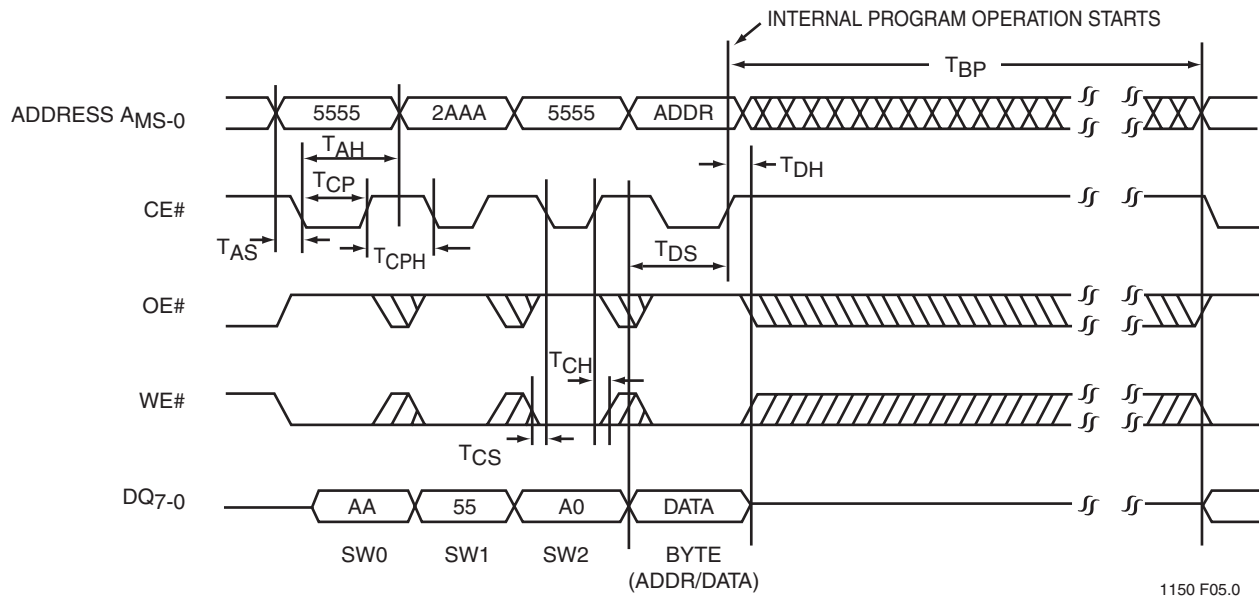 INTERNAL PROGRAM OPERATION STARTS
TBP
ADDRESS AMS-0
5555
2AAA
5555
ADDR
TAH
TDH
TCP
CE#
TAS
TCPH
TDS
OE#
TCH
WE#
TCS
DQ7-0
AA
55
A0
DATA
SW0
SW1
SW2
BYTE
(ADDR/DATA)
1150 F05.0